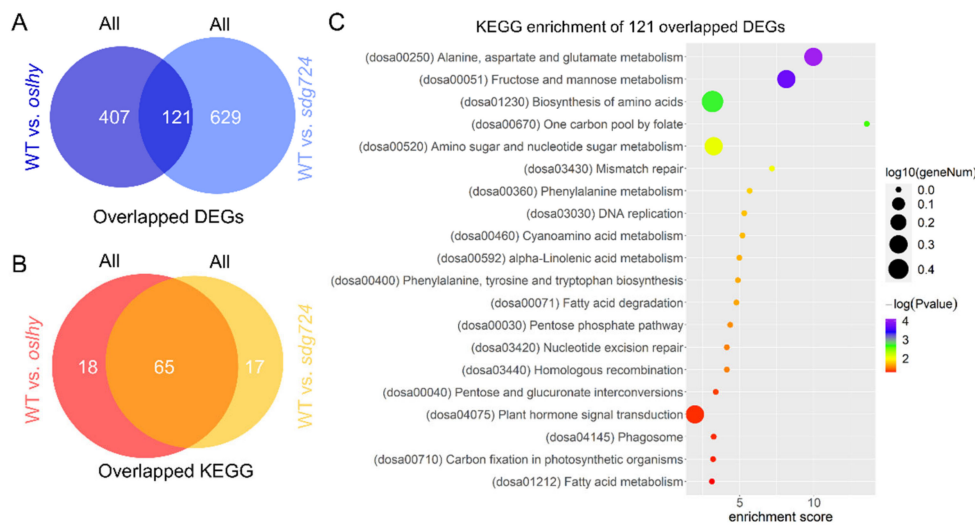 A
All
All
WT vs. oslhy
407
121
629
WT vs. sdg724
Overlapped DEGs
B
All
All
WT vs. oslhy
18
65
17
WT vs. sdg724
Overlapped KEGG
C
KEGG enrichment of 121 overlapped DEGs
(dosa00250) Alanine, aspartate and glutamate metabolism
(dosa00051) Fructose and mannose metabolism
(dosa01230) Biosynthesis of amino acids
(dosa00670) One carbon pool by folate
(dosa00520) Amino sugar and nucleotide sugar metabolism
(dosa03430) Mismatch repair
(dosa00360) Phenylalanine metabolism
(dosa03030) DNA replication
(dosa00460) Cyanoamino acid metabolism
(dosa00592) alpha-Linolenic acid metabolism
(dosa00400) Phenylalanine, tyrosine and tryptophan biosynthesis
(dosa00071) Fatty acid degradation
(dosa00030) Pentose phosphate pathway
(dosa03420) Nucleotide excision repair
(dosa03440) Homologous recombination
(dosa00040) Pentose and glucuronate interconversions
(dosa04075) Plant hormone signal transduction
(dosa04145) Phagosome
(dosa00710) Carbon fixation in photosynthetic organisms
(dosa01212) Fatty acid metabolism
5
10
enrichment score
log10(geneNum)
0.0
0.1
0.2
0.3
0.4
−log(Pvalue)
4
3
2